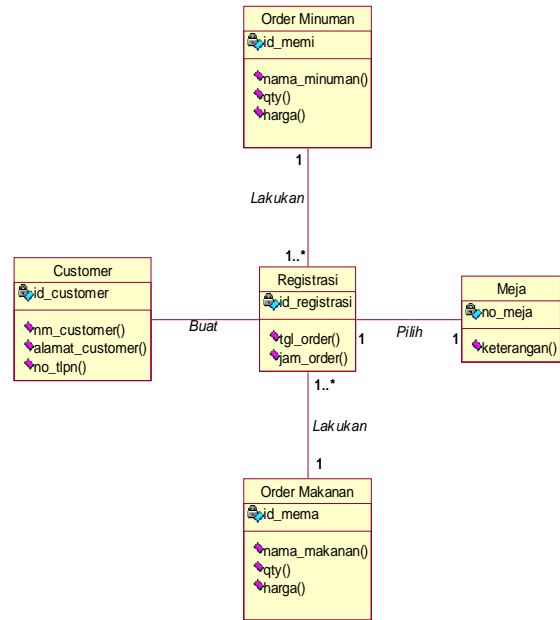 Order Minuman
id_memi
nama_minuman()
qty()
harga()
1
Lakukan
1..*
Customer
id_customer
nm_customer()
alamat_customer()
no_tlpn()
Buat
Registrasi
id_registrasi
tgl_order()
jam_order()
1
Pilih
1
Meja
no_meja
keterangan()
1..*
Lakukan
1
Order Makanan
id_mema
nama_makanan()
qty()
harga()